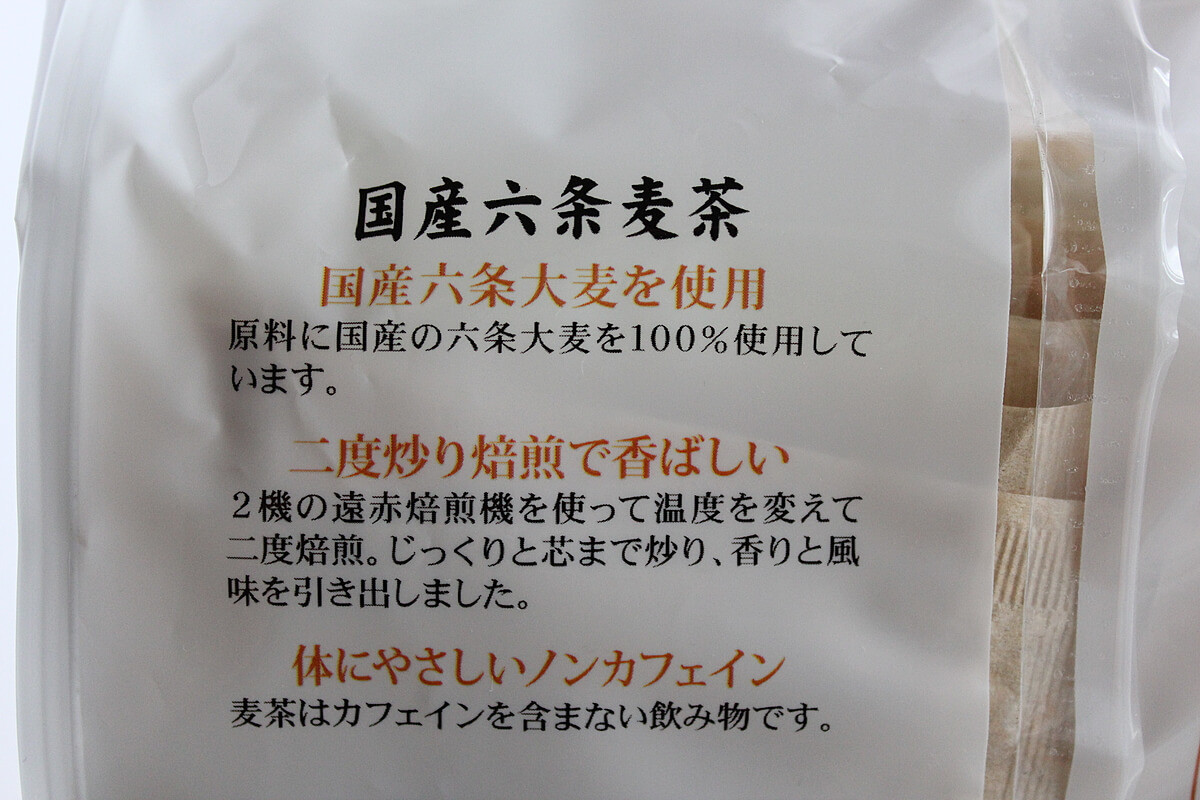 国産六条麦茶
国産六条大麦を使用
原料に国産の六条大麦を100%使用して
います。
二度炒り焙煎で香ばしい
２機の遠赤焙煎機を使って温度を変えて
二度焙煎。じっくりと芯まで炒り、香りと風
味を引き出しました。
体にやさしいノンカフェイン
麦茶はカフェインを含まない飲み物です。